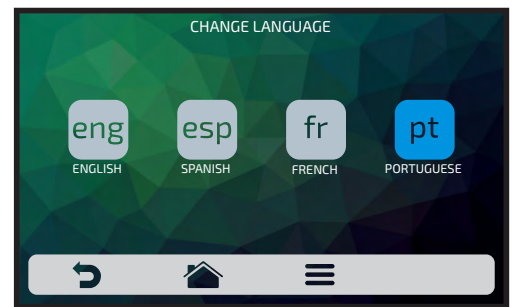 CHANGE LANGUAGE
eng esp fr pt
ENGLISH SPANISH FRENCH PORTUGUESE